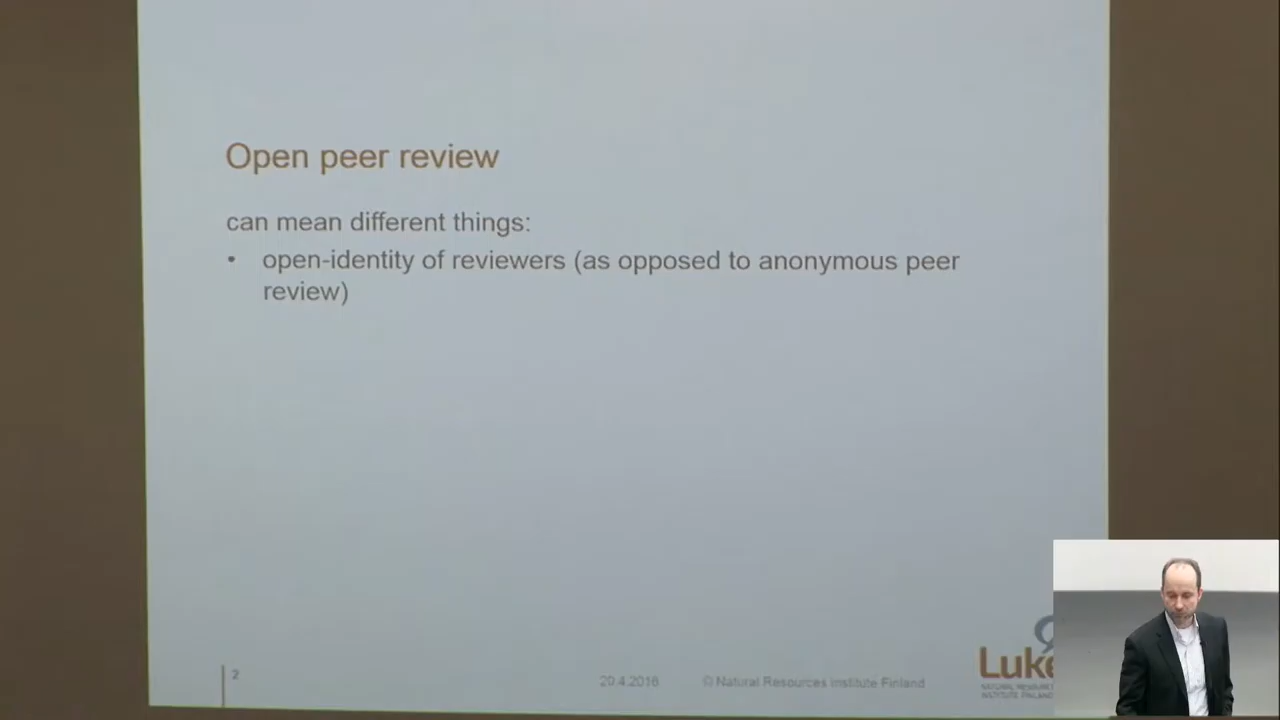 Open peer review
can mean different things:
• open-identity of reviewers (as opposed to anonymous peer
review)
2
20.4.2016
© Natural Resources Institute Finland
Luke
NATURAL RESOURCES
INSTITUTE FINLAND